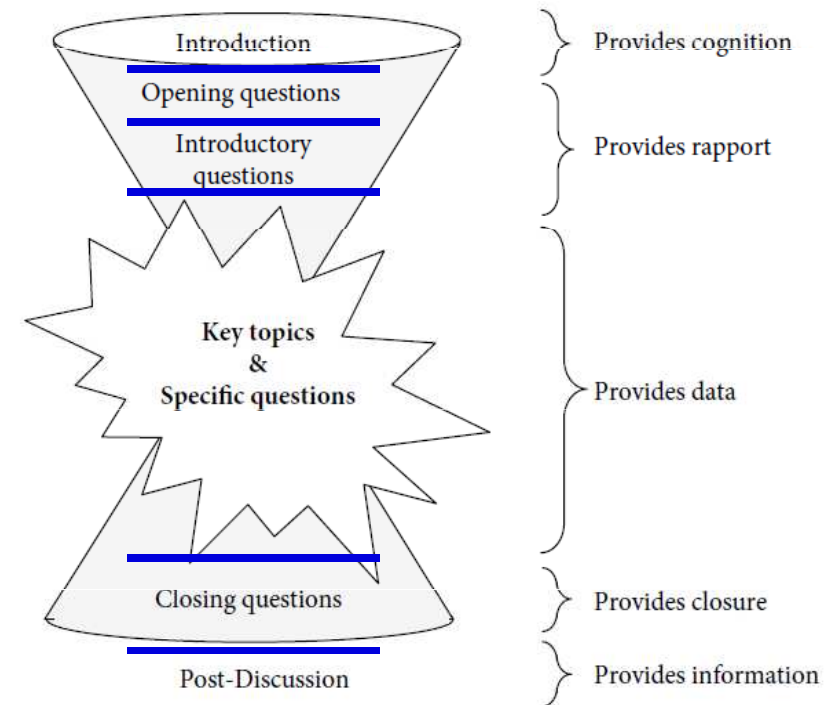 Introduction
Provides cognition
Opening questions
Introductory
questions
Provides rapport
Key topics
&
Specific questions
Provides data
Closing questions
Provides closure
Post-Discussion
Provides information